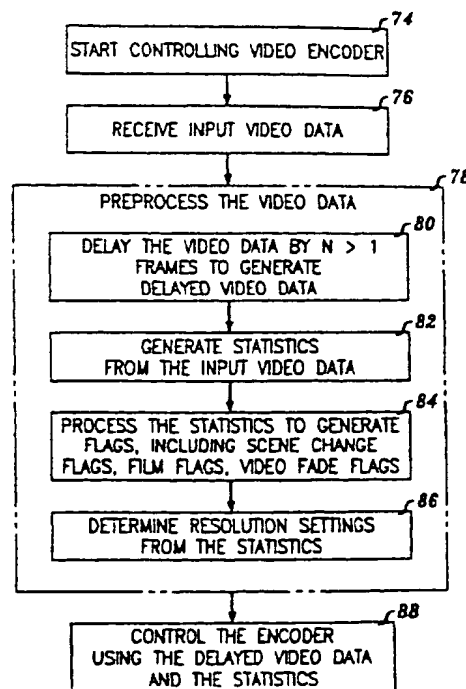 74
START CONTROLLING VIDEO ENCODER
76
RECEIVE INPUT VIDEO DATA
78
PREPROCESS THE VIDEO DATA
80
DELAY THE VIDEO DATA BY N > 1
FRAMES TO GENERATE
DELAYED VIDEO DATA
82
GENERATE STATISTICS
FROM THE INPUT VIDEO DATA
84
PROCESS THE STATISTICS TO GENERATE
FLAGS, INCLUDING SCENE CHANGE
FLAGS, FILM FLAGS, VIDEO FADE FLAGS
86
DETERMINE RESOLUTION SETTINGS
FROM THE STATISTICS
88
CONTROL THE ENCODER
USING THE DELAYED VIDEO DATA
AND THE STATISTICS